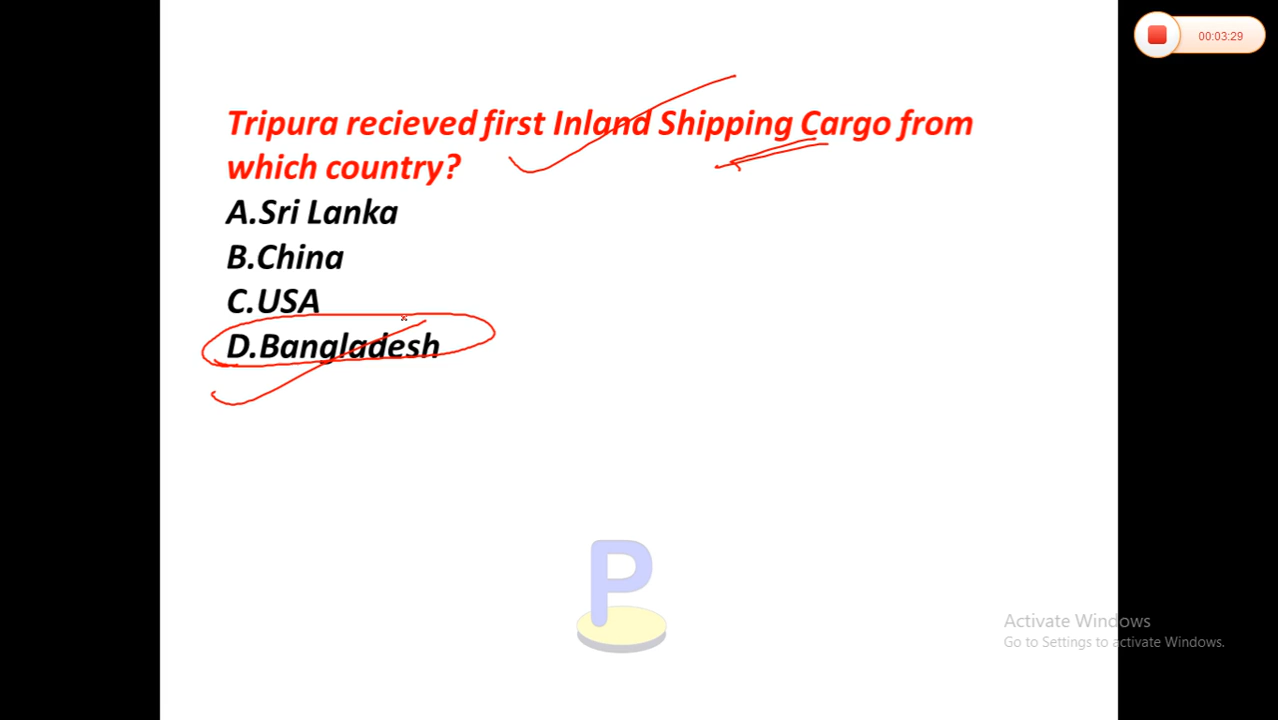 00:03:29
Tripura recieved first Inland Shipping Cargo from
which country?
A.Sri Lanka
B.China
C.USA
D.Bangladesh
P
Activate Windows
Go to Settings to activate Windows.